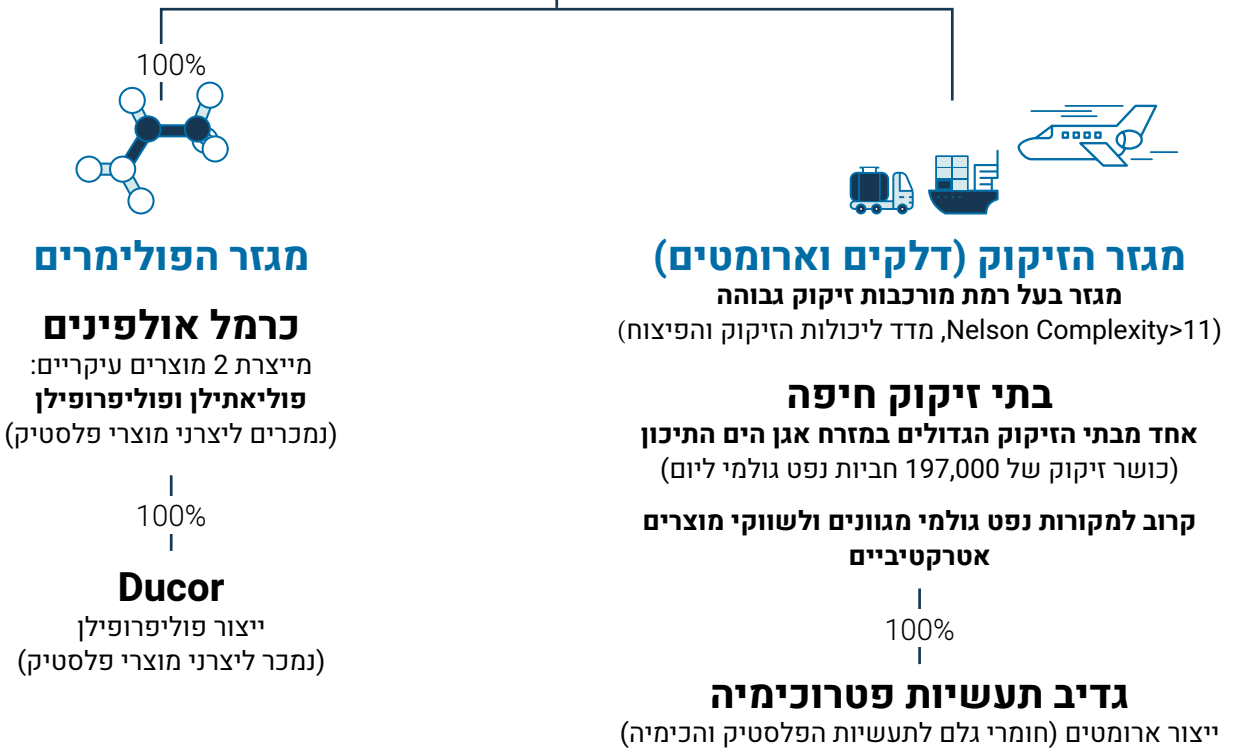 מגזר הזיקוק (דלקים וארומטים)
מגזר בעל רמת מורכבות זיקוק גבוהה
(Nelson Complexity>11, מדד ליכולות הזיקוק והפיצוח)
בתי זיקוק חיפה
אחד מבתי הזיקוק הגדולים במזרח אגן הים התיכון
(כושר זיקוק של 197,000 חביות נפט גולמי ליום)
קרוב למקורות נפט גולמי מגוונים ולשווקי מוצרים
אטרקטיביים
100%
גדיב תעשיות פטרוכימיה
ייצור ארומטים (חומרי גלם לתעשיות הפלסטיק והכימיה)
100%
מגזר הפולימרים
כרמל אולפינים
מייצרת 2 מוצרים עיקריים:
פוליאתילן ופוליפרופילן
(נמכרים ליצרני מוצרי פלסטיק)
100%
Ducor
ייצור פוליפרופילן
(נמכר ליצרני מוצרי פלסטיק)